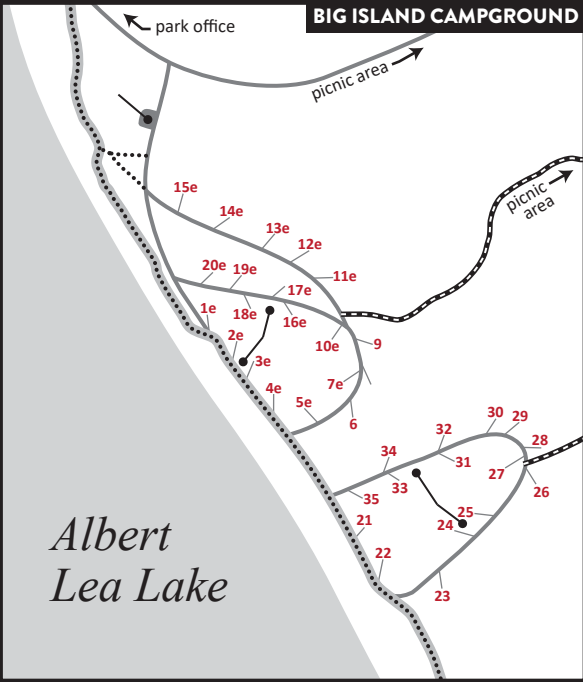 BIG ISLAND CAMPGROUND
park office
picnic area
picnic
area
15e
14e
13e
12e
11e
20e
19e
17e
18e
16e
1e
2e
10e
9
3e
7e
4e
5e
6
30
29
32
28
34
31
27
33
26
35
25
21
24
22
23
Albert
Lea Lake